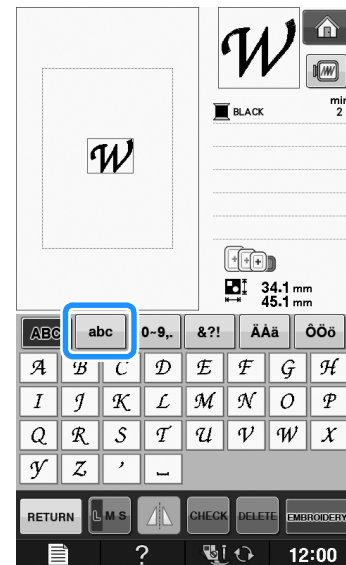 W
BLACK
min
2
W
34.1 mm
45.1 mm
ABC abc 0~9,. &?! ÄÅä ÔÖö
A B C D E F G H
I J K L M N O P
Q R S T U V W X
Y Z ' _
RETURN L M S CHECK DELETE EMBROIDERY
? 12:00